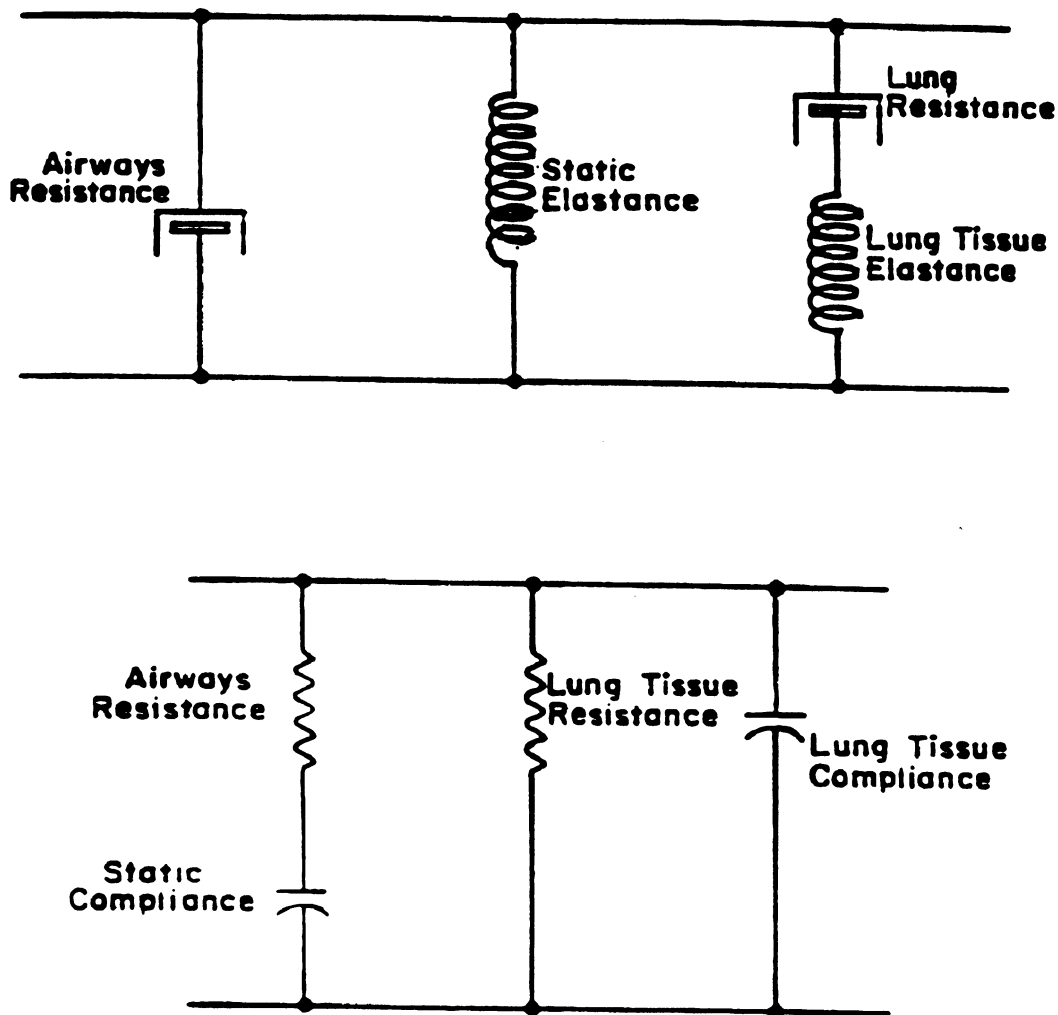 Airways
Resistance
Static
Elastance
Lung
Resistance
Lung Tissue
Elastance
Airways
Resistance
Static
Compliance
Lung Tissue
Resistance
Lung Tissue
Compliance